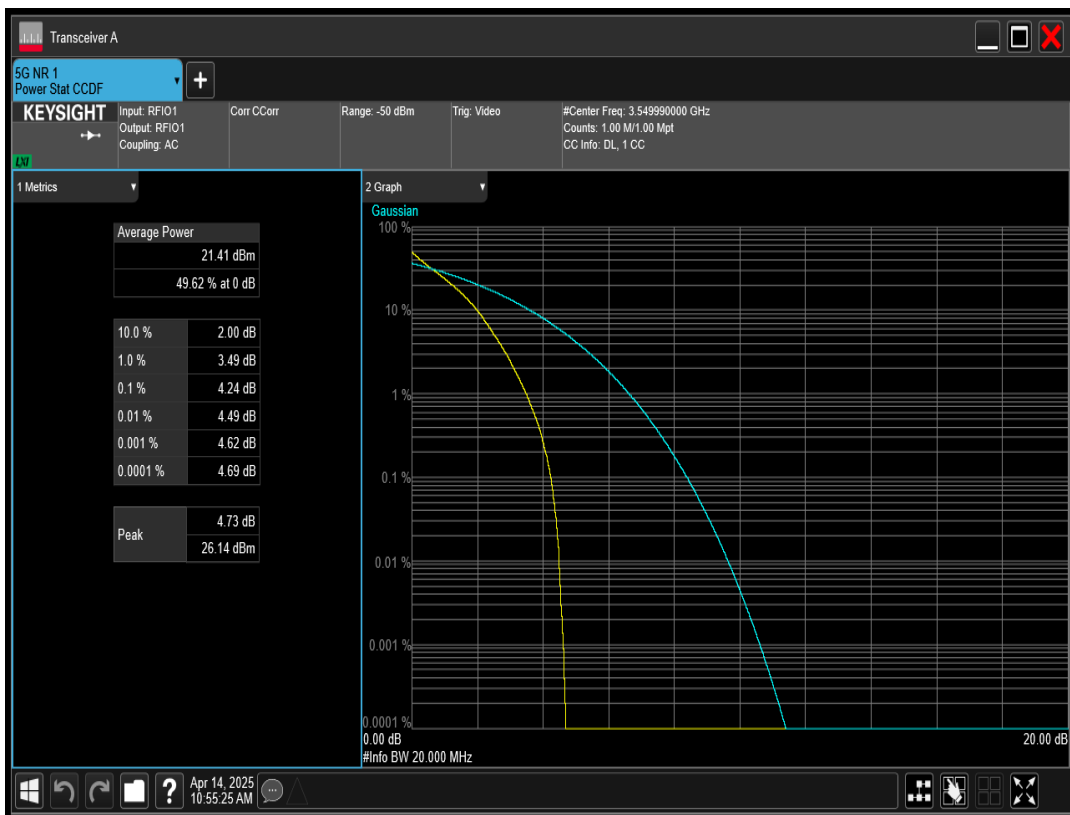 Transceiver A
5G NR 1
Power Stat CCDF
+
KEYSIGHT
LXI
Input: RFIO1
Output: RFIO1
Coupling: AC
Corr CCorr
Range: -50 dBm
Trig: Video
#Center Freq: 3.549990000 GHz
Counts: 1.00 M/1.00 Mpt
CC Info: DL, 1 CC
1 Metrics
Average Power
21.41 dBm
49.62 % at 0 dB
10.0 % 2.00 dB
1.0 % 3.49 dB
0.1 % 4.24 dB
0.01 % 4.49 dB
0.001 % 4.62 dB
0.0001 % 4.69 dB
Peak 4.73 dB
26.14 dBm
2 Graph
Gaussian
100 %
10 %
1 %
0.1 %
0.01 %
0.001 %
0.0001 %
0.00 dB 20.00 dB
#Info BW 20.000 MHz
?
Apr 14, 2025
10:55:25 AM